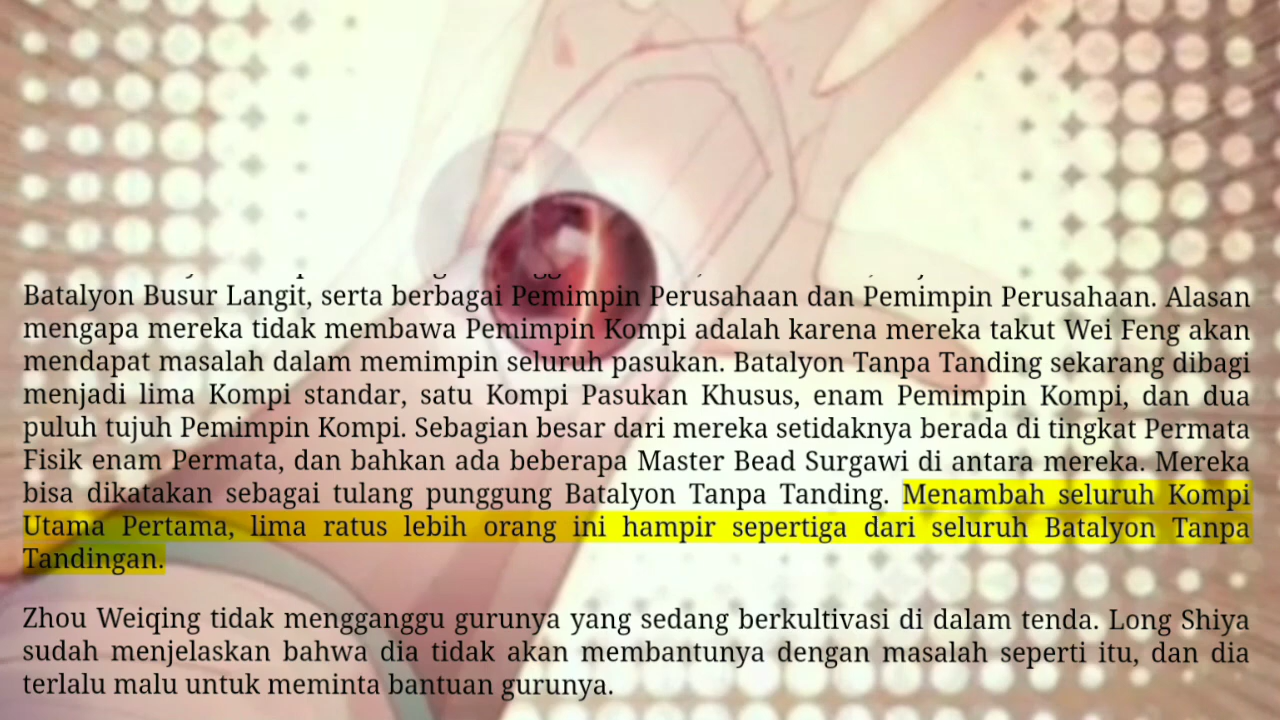 Batalyon Busur Langit, serta berbagai Pemimpin Perusahaan dan Pemimpin Perusahaan. Alasan
mengapa mereka tidak membawa Pemimpin Kompi adalah karena mereka takut Wei Feng akan
mendapat masalah dalam memimpin seluruh pasukan. Batalyon Tanpa Tanding sekarang dibagi
menjadi lima Kompi standar, satu Kompi Pasukan Khusus, enam Pemimpin Kompi, dan dua
puluh tujuh Pemimpin Kompi. Sebagian besar dari mereka setidaknya berada di tingkat Permata
Fisik enam Permata, dan bahkan ada beberapa Master Bead Surgawi di antara mereka. Mereka
bisa dikatakan sebagai tulang punggung Batalyon Tanpa Tanding. Menambah seluruh Kompi
Utama Pertama, lima ratus lebih orang ini hampir sepertiga dari seluruh Batalyon Tanpa
Tandingan.
Zhou Weiqing tidak mengganggu gurunya yang sedang berkultivasi di dalam tenda. Long Shiya
sudah menjelaskan bahwa dia tidak akan membantunya dengan masalah seperti itu, dan dia
terlalu malu untuk meminta bantuan gurunya.